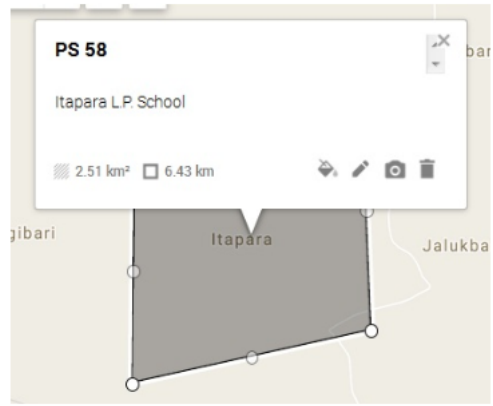 PS 58
bar
Itapara L.P. School
2.51 km² 6.43 km
gibari
Itapara
Jalukba